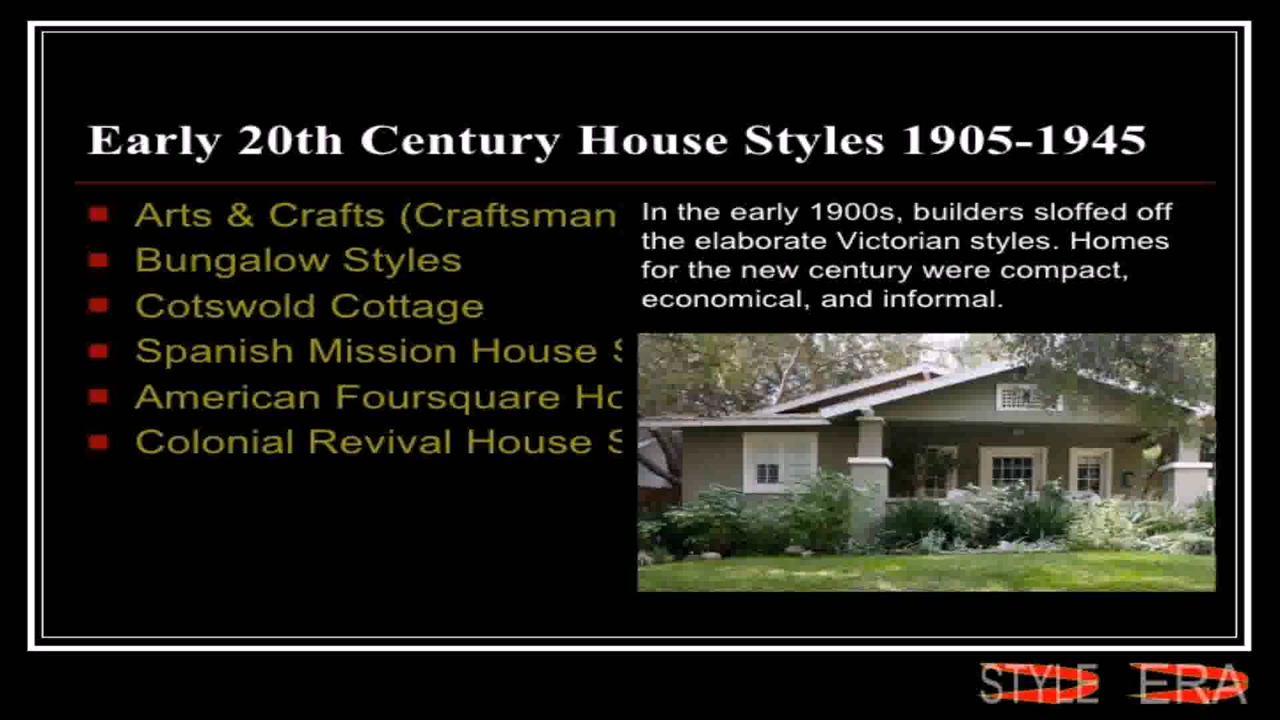 Early 20th Century House Styles 1905-1945
Arts & Crafts (Craftsman
Bungalow Styles
Cotswold Cottage
Spanish Mission House S
American Foursquare Ho
Colonial Revival House S
In the early 1900s, builders sloffed off
the elaborate Victorian styles. Homes
for the new century were compact,
economical, and informal.
STYLE ERA